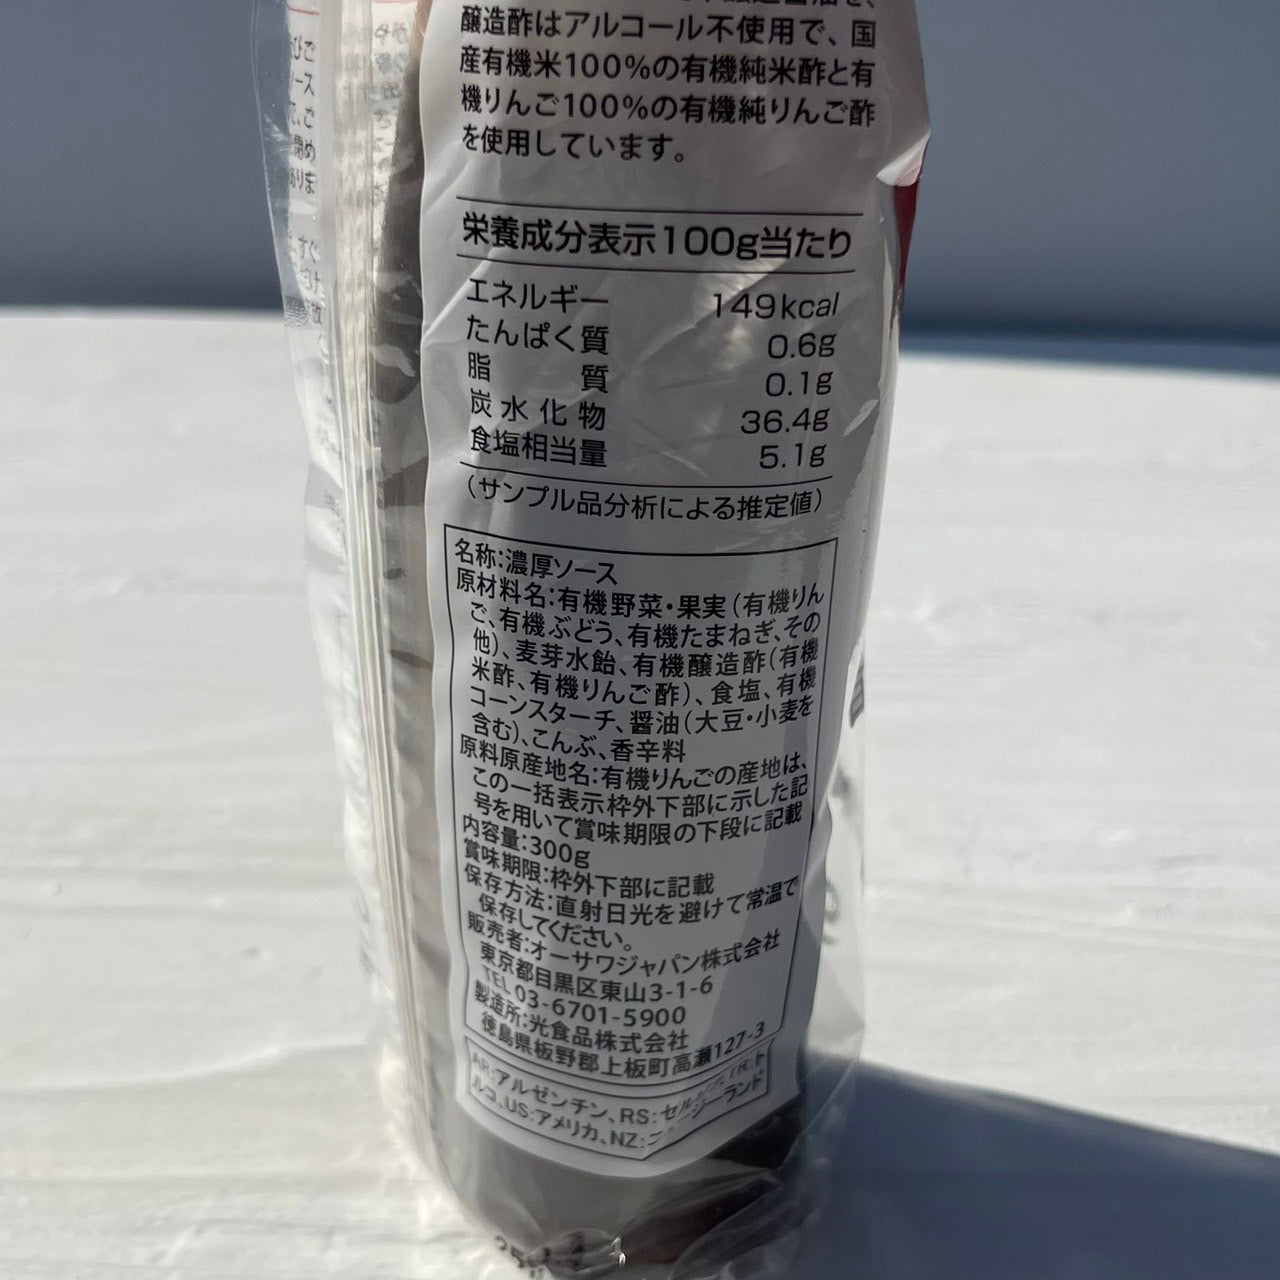 醸造酢はアルコール不使用で、国
産有機米100%の有機純米酢と有
機りんご100%の有機純りんご酢
を使用しています。
栄養成分表示100g当たり
エネルギー 149kcal
たんぱく質 0.6g
脂質 0.1g
炭水化物 36.4g
食塩相当量 5.1g
(サンプル品分析による推定値)
名称:濃厚ソース
原材料名:有機野菜・果実(有機りん
ご、有機ぶどう、有機たまねぎ、その
他)、麦芽水飴、有機醸造酢(有機
米酢、有機りんご酢)、食塩、有機
コーンスターチ、醤油(大豆・小麦を
含む)、こんぶ、香辛料
原料原産地名:有機りんごの産地は、
この一括表示枠外下部に示した記
号を用いて賞味期限の下段に記載
内容量:300g
賞味期限:枠外下部に記載
保存方法:直射日光を避けて常温で
保存してください。
販売者:オーサワジャパン株式会社
東京都目黒区東山3-1-6
TEL 03-6701-5900
製造所:光食品株式会社
徳島県板野郡上板町高瀬127-3
AR:アルゼンチン、RS:
ルコ、US:アメリカ、NZ: